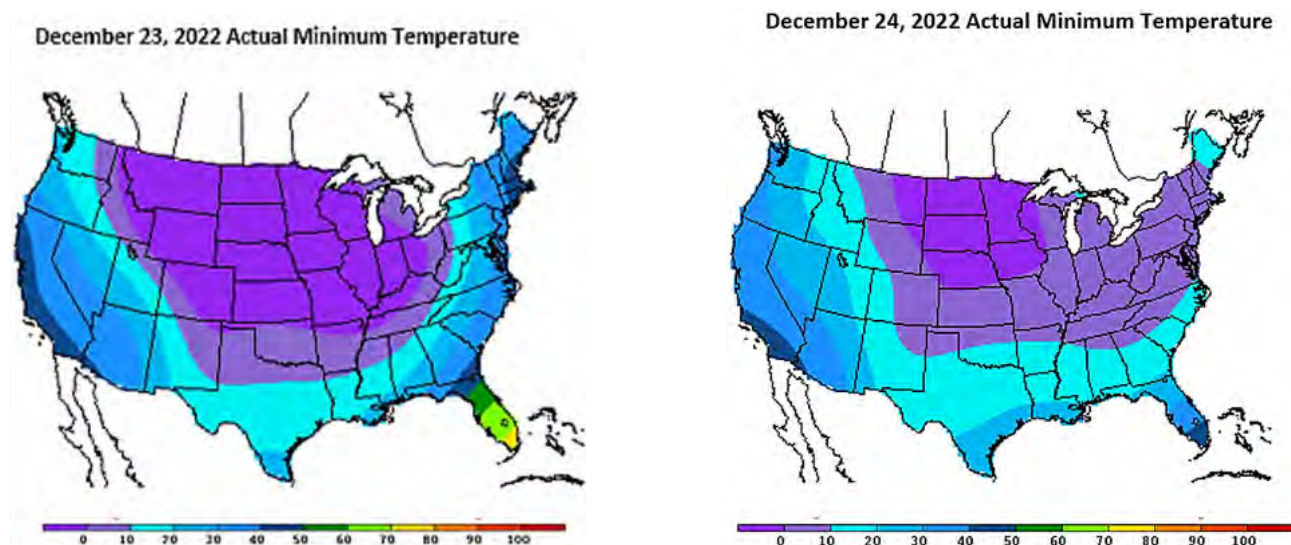 December 23, 2022 Actual Minimum Temperature
0 10 20 30 40 50 60 70 80 90 100
December 24, 2022 Actual Minimum Temperature
0 10 20 30 40 50 60 70 80 90 100